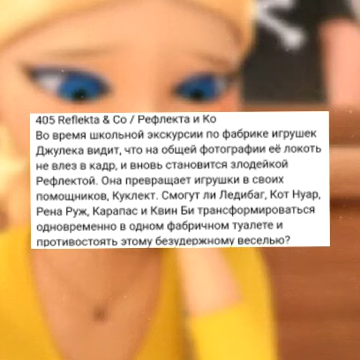 405 Reflekta & Co / Рефлекта и Ко
Во время школьной экскурсии по фабрике игрушек
Джулека видит, что на общей фотографии её локоть
не влез в кадр, и вновь становится злодейкой
Рефлектой. Она превращает игрушки в своих
помощников, Куклект. Смогут ли Ледибаг, Кот Нуар,
Рена Руж, Карапас и Квин Би трансформироваться
одновременно в одном фабричном туалете и
противостоять этому безудержному веселью?